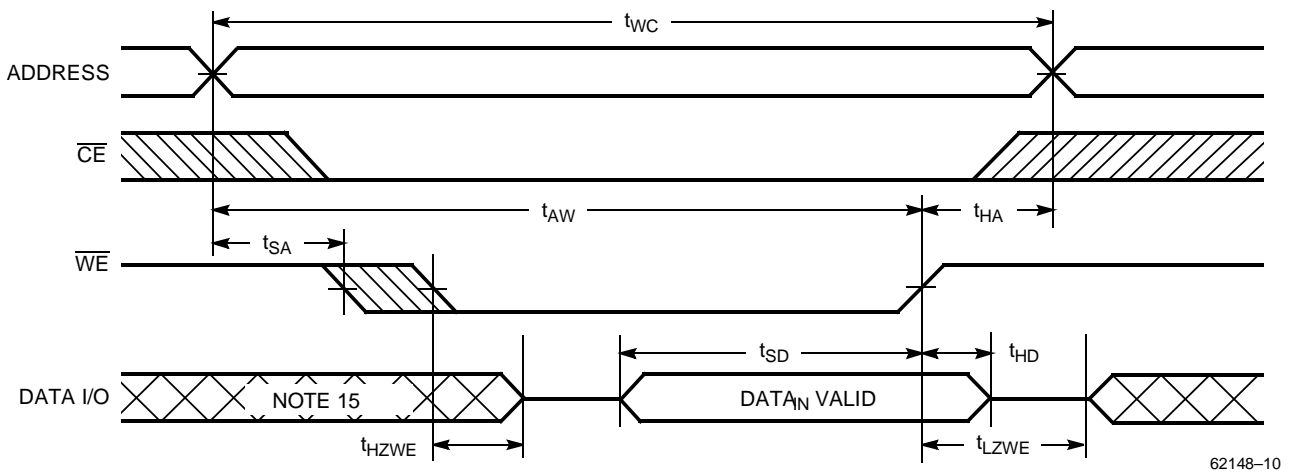 tWC
ADDRESS
CE
tAW
tHA
tSA
WE
tSD
tHD
DATA I/O
NOTE 15
DATAIN VALID
tHZWE
tLZWE
62148–10